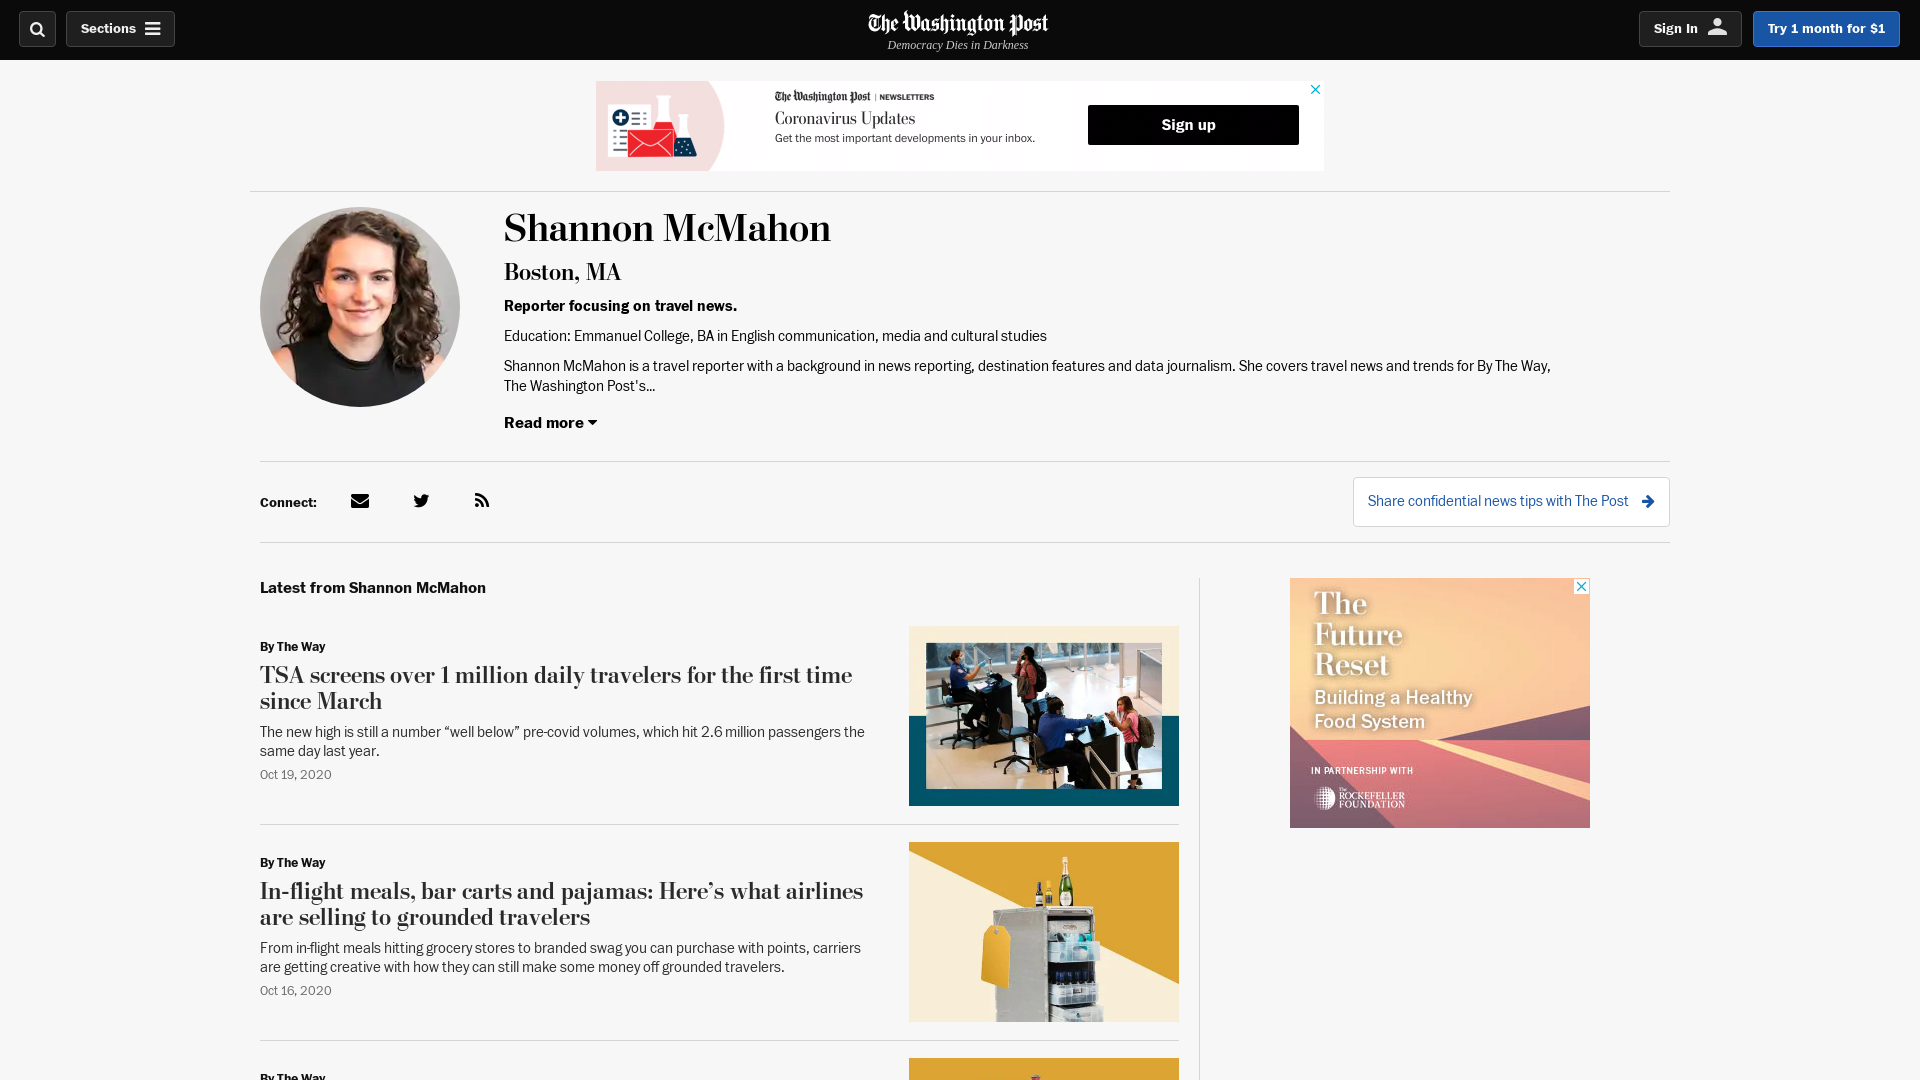 Sections
The Washington Post
Democracy Dies in Darkness
Sign In
Try 1 month for $1
The Washington Post | NEWSLETTERS
Coronavirus Updates
Get the most important developments in your inbox.
Sign up
Shannon McMahon
Boston, MA
Reporter focusing on travel news.
Education: Emmanuel College, BA in English communication, media and cultural studies
Shannon McMahon is a travel reporter with a background in news reporting, destination features and data journalism. She covers travel news and trends for By The Way,
The Washington Post's...
Read more
Connect:
Share confidential news tips with The Post
Latest from Shannon McMahon
By The Way
TSA screens over 1 million daily travelers for the first time
since March
The new high is still a number “well below” pre-covid volumes, which hit 2.6 million passengers the
same day last year.
Oct 19, 2020
By The Way
In-flight meals, bar carts and pajamas: Here’s what airlines
are selling to grounded travelers
From in-flight meals hitting grocery stores to branded swag you can purchase with points, carriers
are getting creative with how they can still make some money off grounded travelers.
Oct 16, 2020
By The Way
The
Future
Reset
Building a Healthy
Food System
IN PARTNERSHIP WITH
The
ROCKEFELLER
FOUNDATION